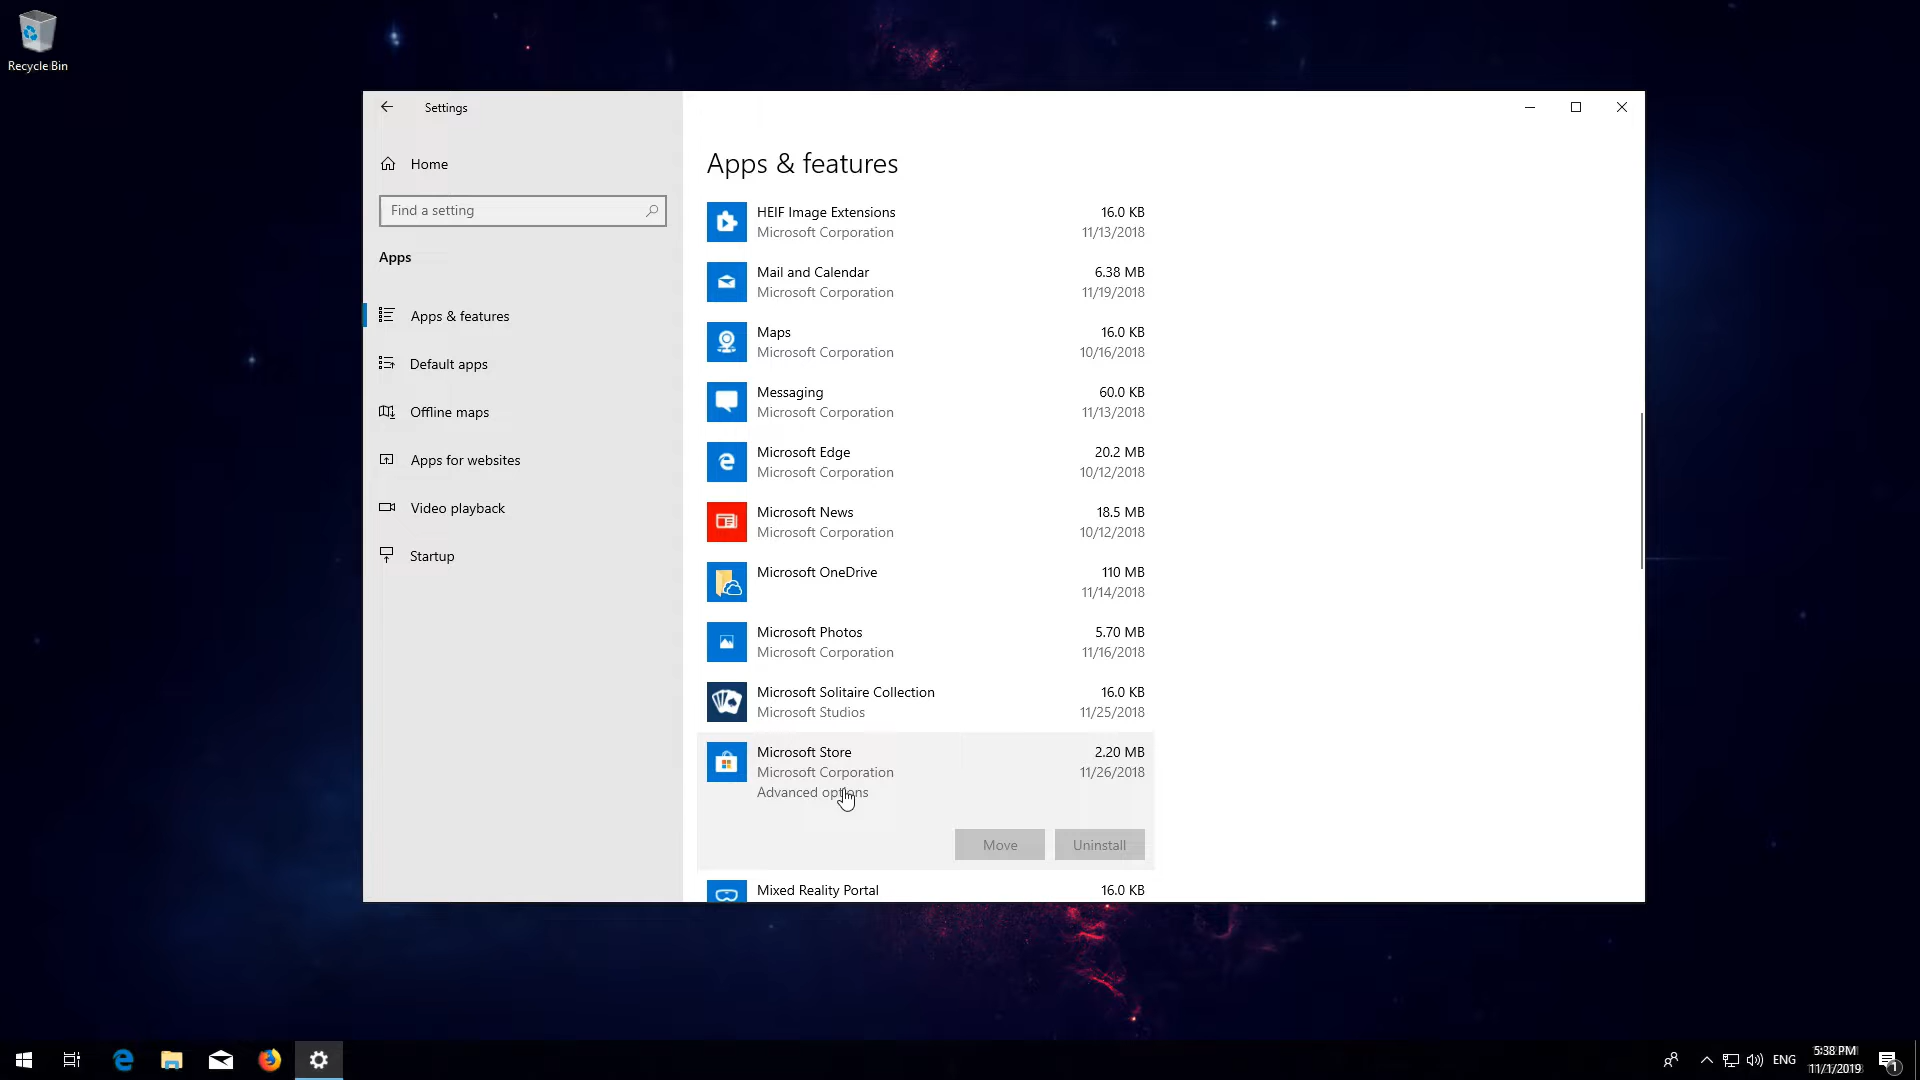 Recycle Bin
Settings
Home
Find a setting
Apps
Apps & features
Default apps
Offline maps
Apps for websites
Video playback
Startup
Apps & features
HEIF Image Extensions 16.0 KB
Microsoft Corporation 11/13/2018
Mail and Calendar 6.38 MB
Microsoft Corporation 11/19/2018
Maps 16.0 KB
Microsoft Corporation 10/16/2018
Messaging 60.0 KB
Microsoft Corporation 11/13/2018
Microsoft Edge 20.2 MB
Microsoft Corporation 10/12/2018
Microsoft News 18.5 MB
Microsoft Corporation 10/12/2018
Microsoft OneDrive 110 MB
11/14/2018
Microsoft Photos 5.70 MB
Microsoft Corporation 11/16/2018
Microsoft Solitaire Collection 16.0 KB
Microsoft Studios 11/25/2018
Microsoft Store 2.20 MB
Microsoft Corporation 11/26/2018
Advanced options
Move Uninstall
Mixed Reality Portal 16.0 KB
ENG
5:38 PM
11/1/2019
1